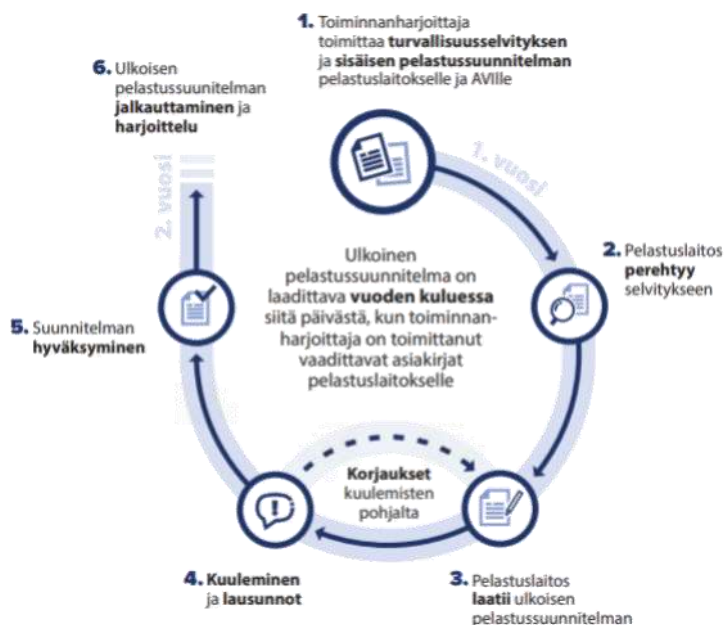 1. Toiminnanharjoittaja
toimittaa turvallisuusselvityksen
ja sisäisen pelastussuunnitelman
pelastuslaitokselle ja AVIlle
1. vuosi
2. Pelastuslaitos
perehtyy
selvitykseen
3. Pelastuslaitos
laatii ulkoisen
pelastussuunnitelman
4. Kuuleminen
ja lausunnot
Korjaukset
kuulemisten
pohjalta
5. Suunnitelman
hyväksyminen
2. vuosi
6. Ulkoisen
pelastussuunitelman
jalkauttaminen ja
harjoittelu
Ulkoinen
pelastussuunnitelma on
laadittava vuoden kuluessa
siitä päivästä, kun toiminnan-
harjoittaja on toimittanut
vaadittavat asiakirjat
pelastuslaitokselle